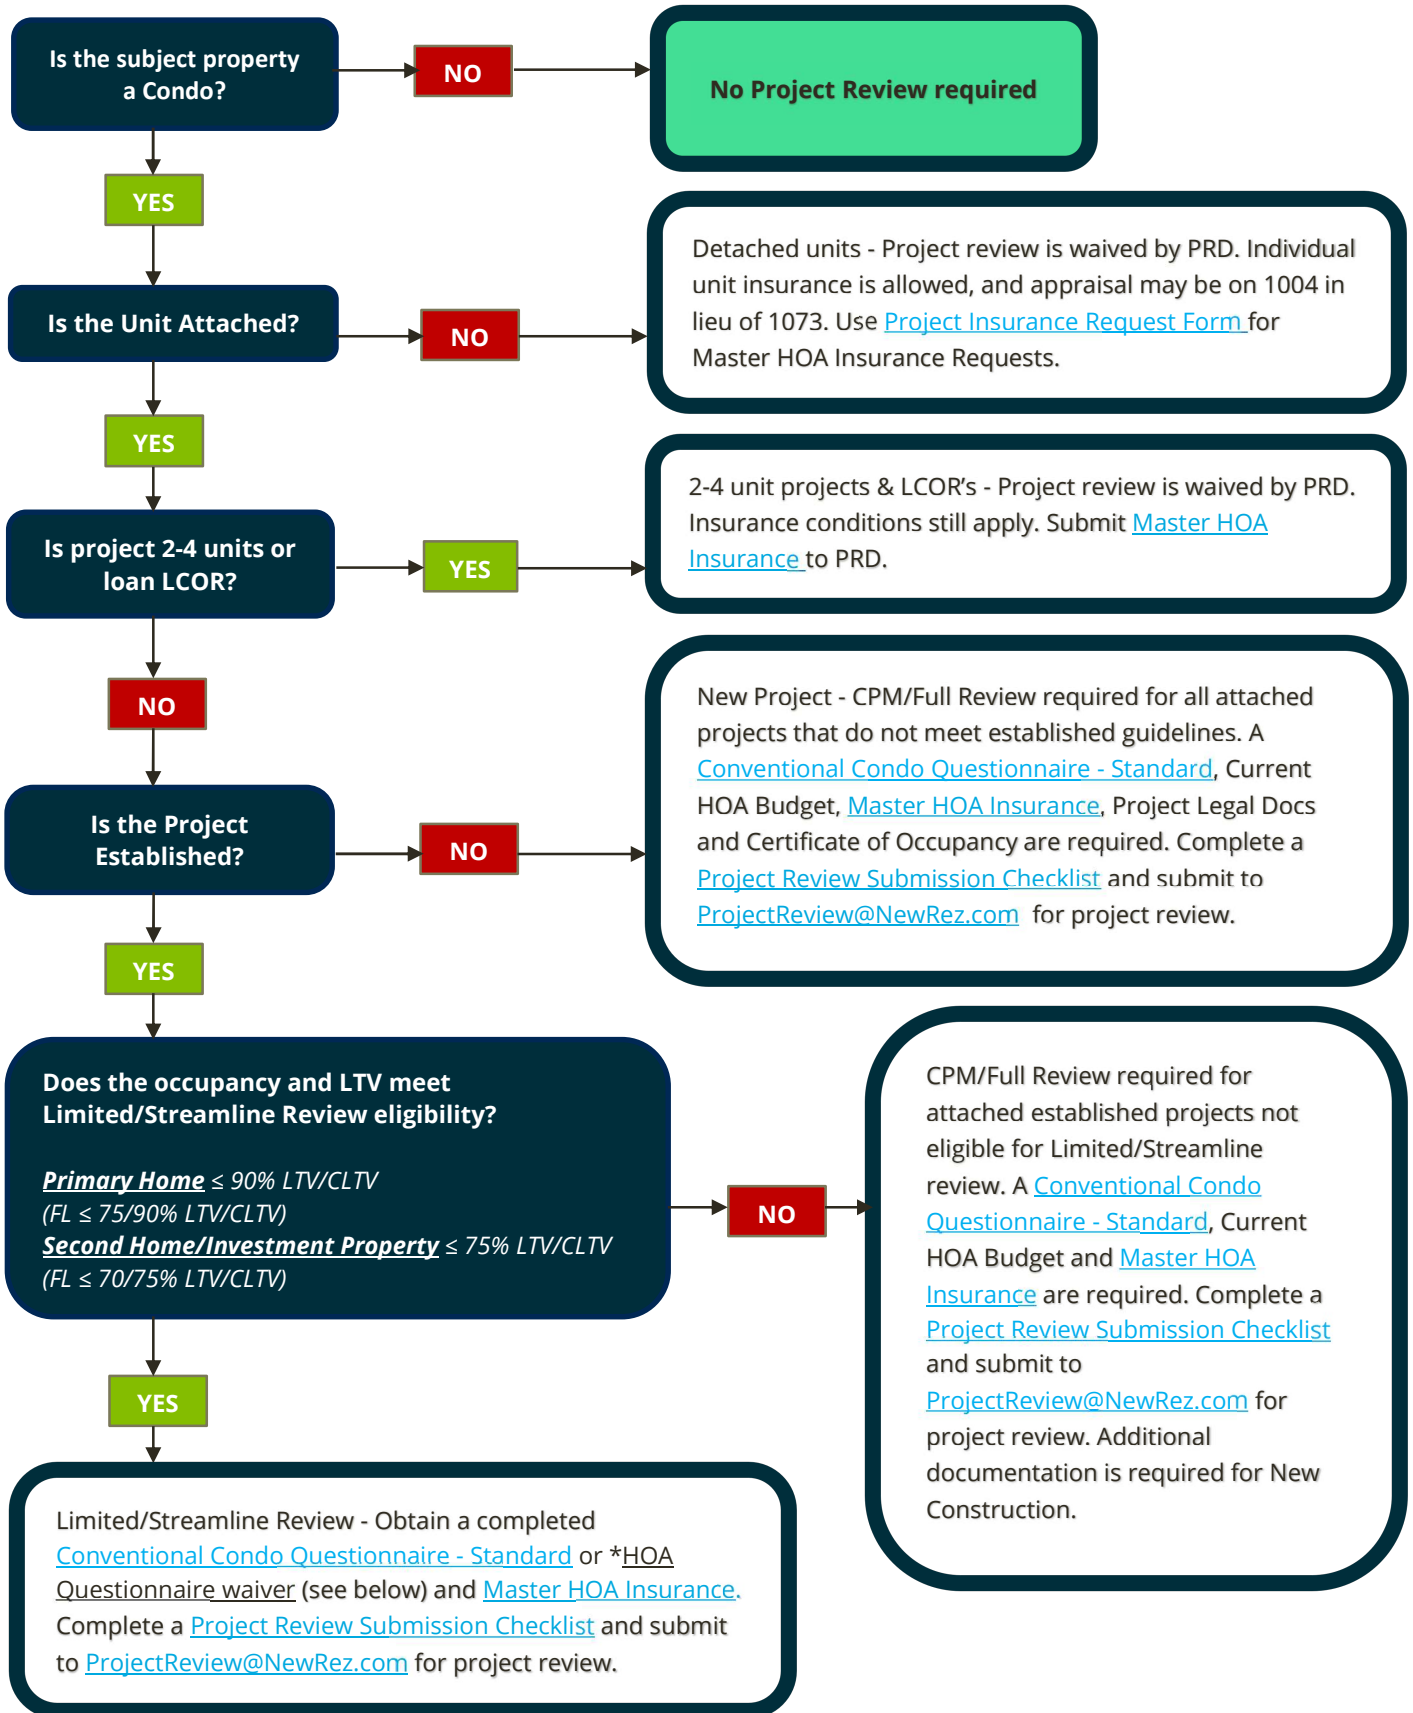 Is the subject property
a Condo?
NO
No Project Review required
YES
Detached units - Project review is waived by PRD. Individual
unit insurance is allowed, and appraisal may be on 1004 in
lieu of 1073. Use Project Insurance Request Form for
Master HOA Insurance Requests.
Is the Unit Attached?
NO
YES
2-4 unit projects & LCOR’s - Project review is waived by PRD.
Insurance conditions still apply. Submit Master HOA
Insurance to PRD.
Is project 2-4 units or
loan LCOR?
YES
NO
New Project - CPM/Full Review required for all attached
projects that do not meet established guidelines. A
Conventional Condo Questionnaire - Standard, Current
HOA Budget, Master HOA Insurance, Project Legal Docs
and Certificate of Occupancy are required. Complete a
Project Review Submission Checklist and submit to
ProjectReview@NewRez.com for project review.
Is the Project
Established?
NO
YES
Does the occupancy and LTV meet
Limited/Streamline Review eligibility?
Primary Home ≤ 90% LTV/CLTV
(FL ≤ 75/90% LTV/CLTV)
Second Home/Investment Property ≤ 75% LTV/CLTV
(FL ≤ 70/75% LTV/CLTV)
NO
CPM/Full Review required for
attached established projects not
eligible for Limited/Streamline
review. A Conventional Condo
Questionnaire - Standard, Current
HOA Budget and Master HOA
Insurance are required. Complete a
Project Review Submission Checklist
and submit to
ProjectReview@NewRez.com for
project review. Additional
documentation is required for New
Construction.
YES
Limited/Streamline Review - Obtain a completed
Conventional Condo Questionnaire - Standard or *HOA
Questionnaire waiver (see below) and Master HOA Insurance.
Complete a Project Review Submission Checklist and submit
to ProjectReview@NewRez.com for project review.